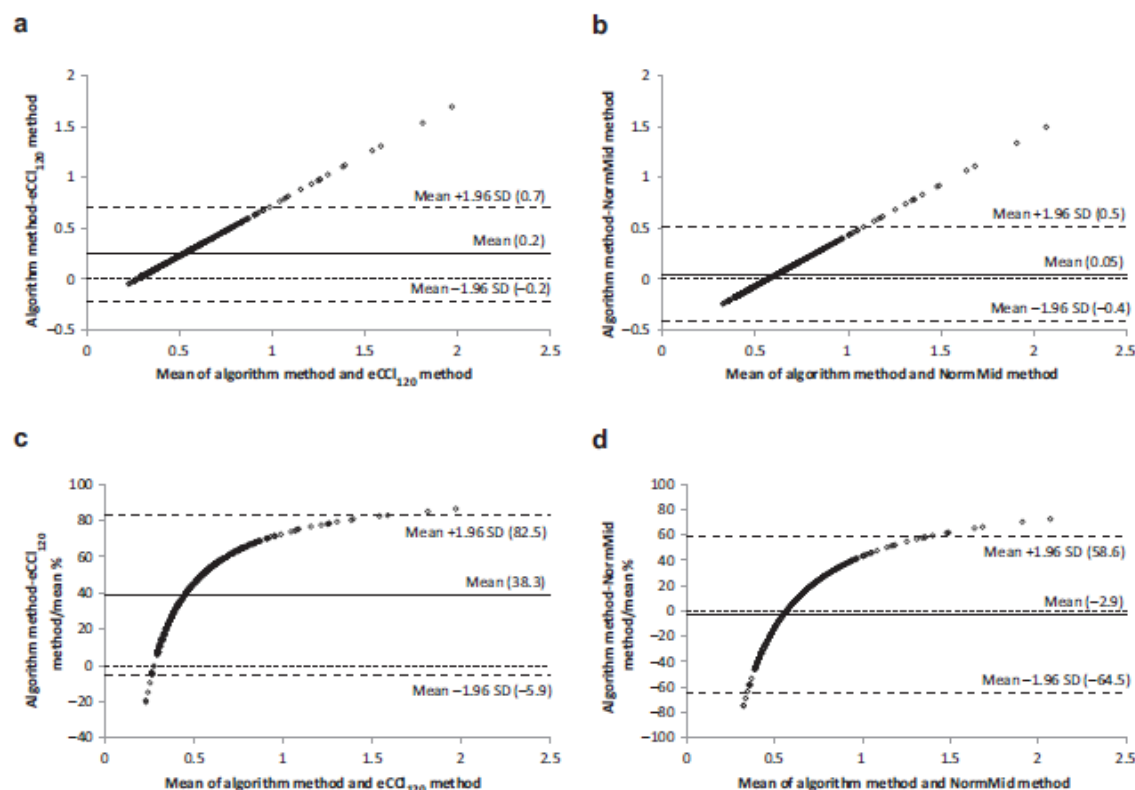 a
Algorithm method-eCCl120 method
2
1.5
1
0.5
0
−0.5
Mean +1.96 SD (0.7)
Mean (0.2)
Mean −1.96 SD (−0.2)
0 0.5 1 1.5 2 2.5
Mean of algorithm method and eCCl120 method
b
Algorithm method-NormMid method
2
1.5
1
0.5
0
−0.5
Mean +1.96 SD (0.5)
Mean (0.05)
Mean −1.96 SD (−0.4)
0 0.5 1 1.5 2 2.5
Mean of algorithm method and NormMid method
c
Algorithm method-eCCl120
method/mean %
100
80
60
40
20
0
−20
−40
Mean +1.96 SD (82.5)
Mean (38.3)
Mean −1.96 SD (−5.9)
0 0.5 1 1.5 2 2.5
Mean of algorithm method and eCCl120 method
d
Algorithm method-NormMid
method/mean %
100
80
60
40
20
0
−20
−40
−60
−80
−100
Mean +1.96 SD (58.6)
Mean (−2.9)
Mean −1.96 SD (−64.5)
0 0.5 1 1.5 2 2.5
Mean of algorithm method and NormMid method